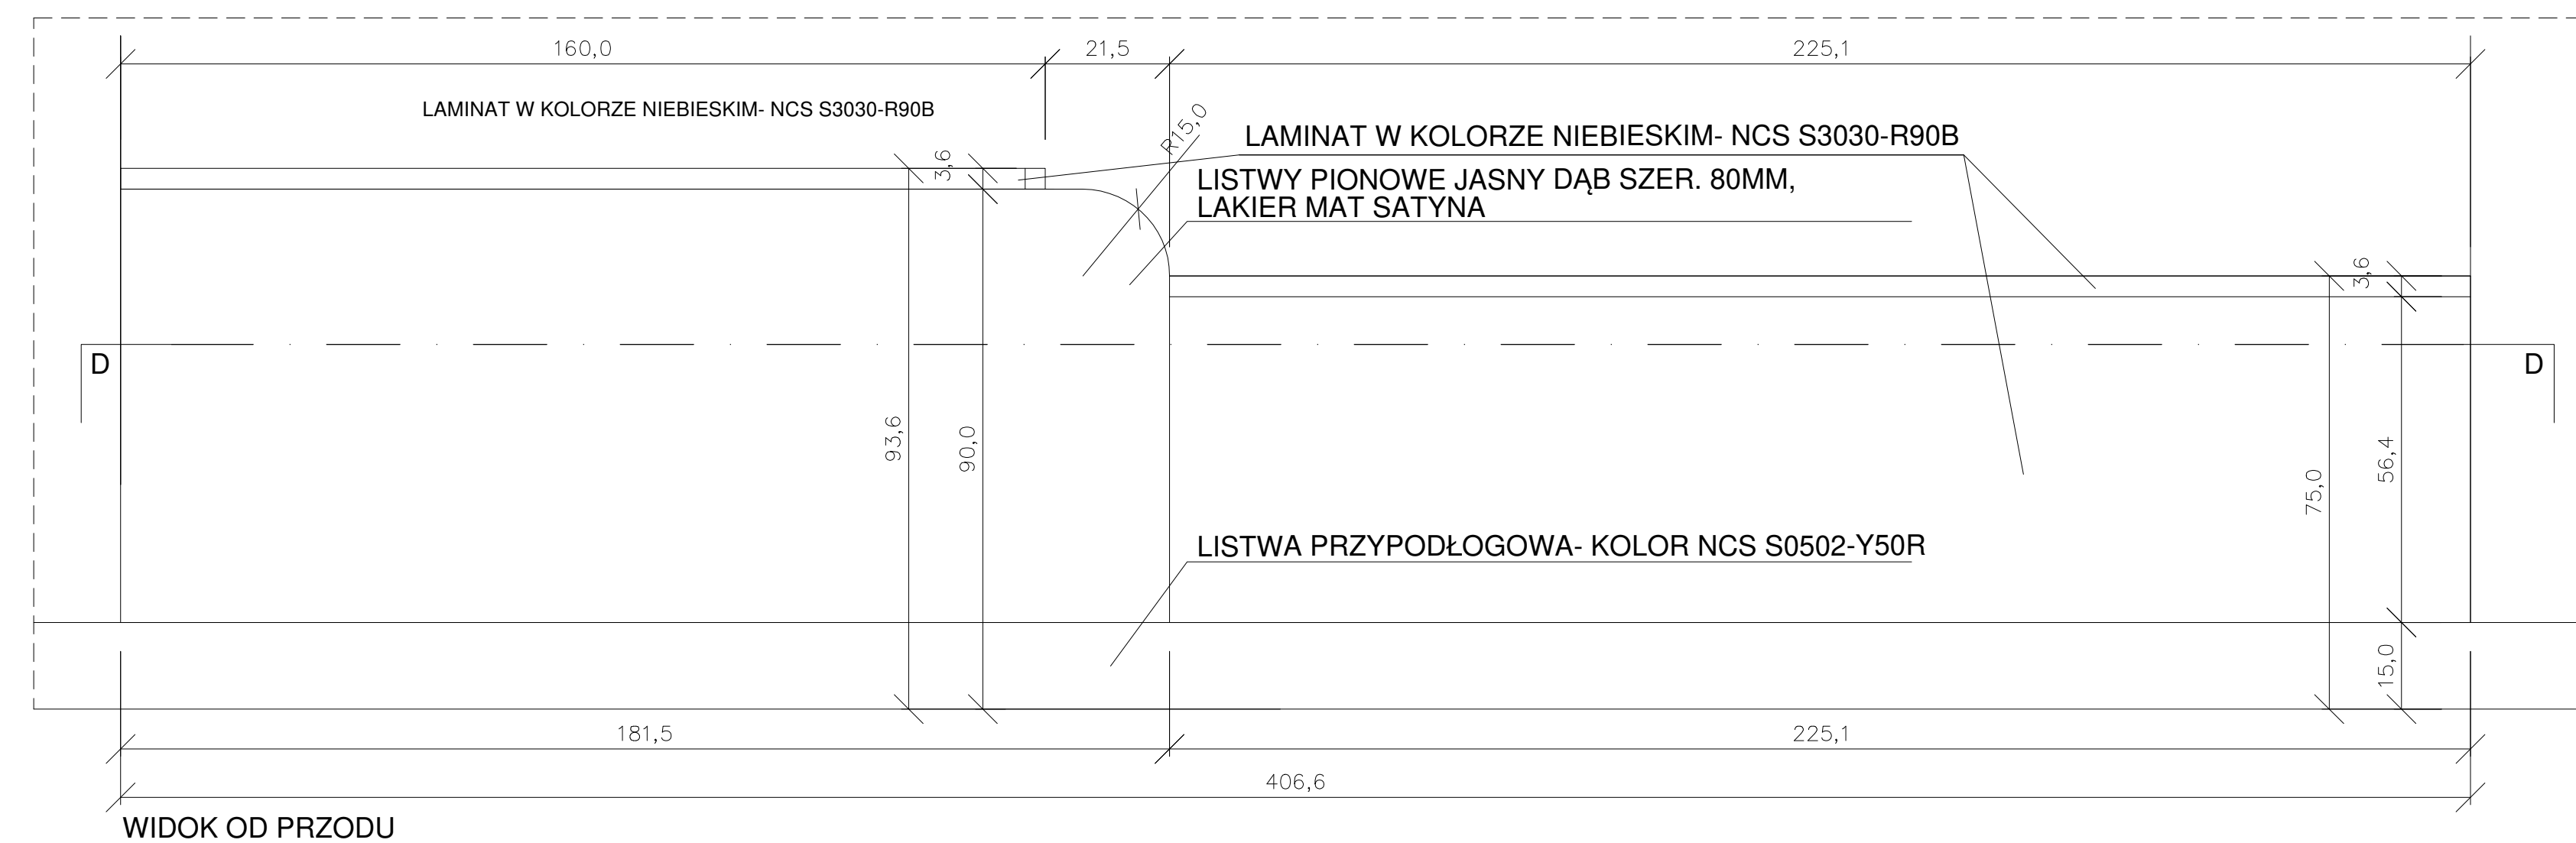 160,0
21,5
225,1
LAMINAT W KOLORZE NIEBIESKIM- NCS S3030-R90B
R15,0
LAMINAT W KOLORZE NIEBIESKIM- NCS S3030-R90B
3,6
LISTWY PIONOWE JASNY DĄB SZER. 80MM,
LAKIER MAT SATYNA
3,6
D
D
93,6
90,0
56,4
75,0
LISTWA PRZYPODŁOGOWA- KOLOR NCS S0502-Y50R
15,0
181,5
225,1
406,6
WIDOK OD PRZODU